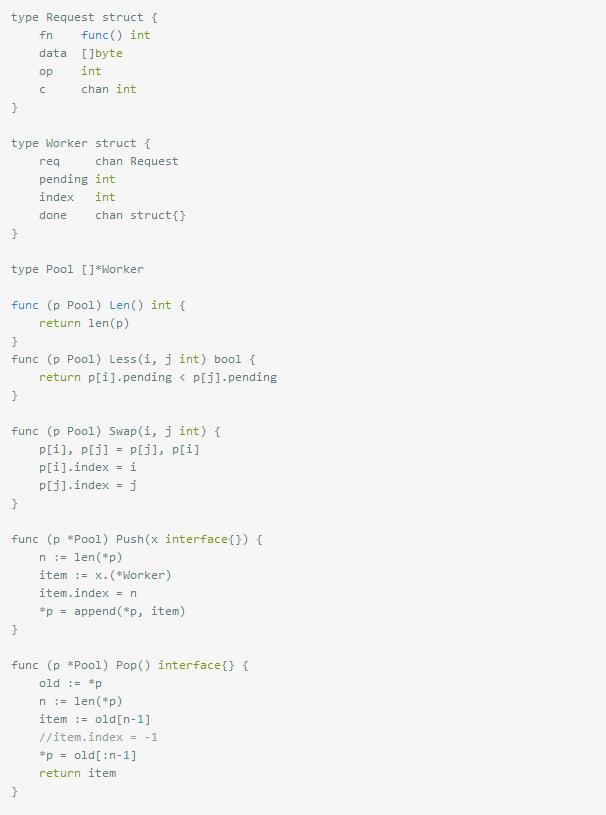 type Request struct {
    fn    func() int
    data  []byte
    op    int
    c     chan int
}

type Worker struct {
    req     chan Request
    pending int
    index   int
    done    chan struct{}
}

type Pool []*Worker

func (p Pool) Len() int {
    return len(p)
}
func (p Pool) Less(i, j int) bool {
    return p[i].pending < p[j].pending
}

func (p Pool) Swap(i, j int) {
    p[i], p[j] = p[j], p[i]
    p[i].index = i
    p[j].index = j
}

func (p *Pool) Push(x interface{}) {
    n := len(*p)
    item := x.(*Worker)
    item.index = n
    *p = append(*p, item)
}

func (p *Pool) Pop() interface{} {
    old := *p
    n := len(*p)
    item := old[n-1]
    //item.index = -1
    *p = old[:n-1]
    return item
}